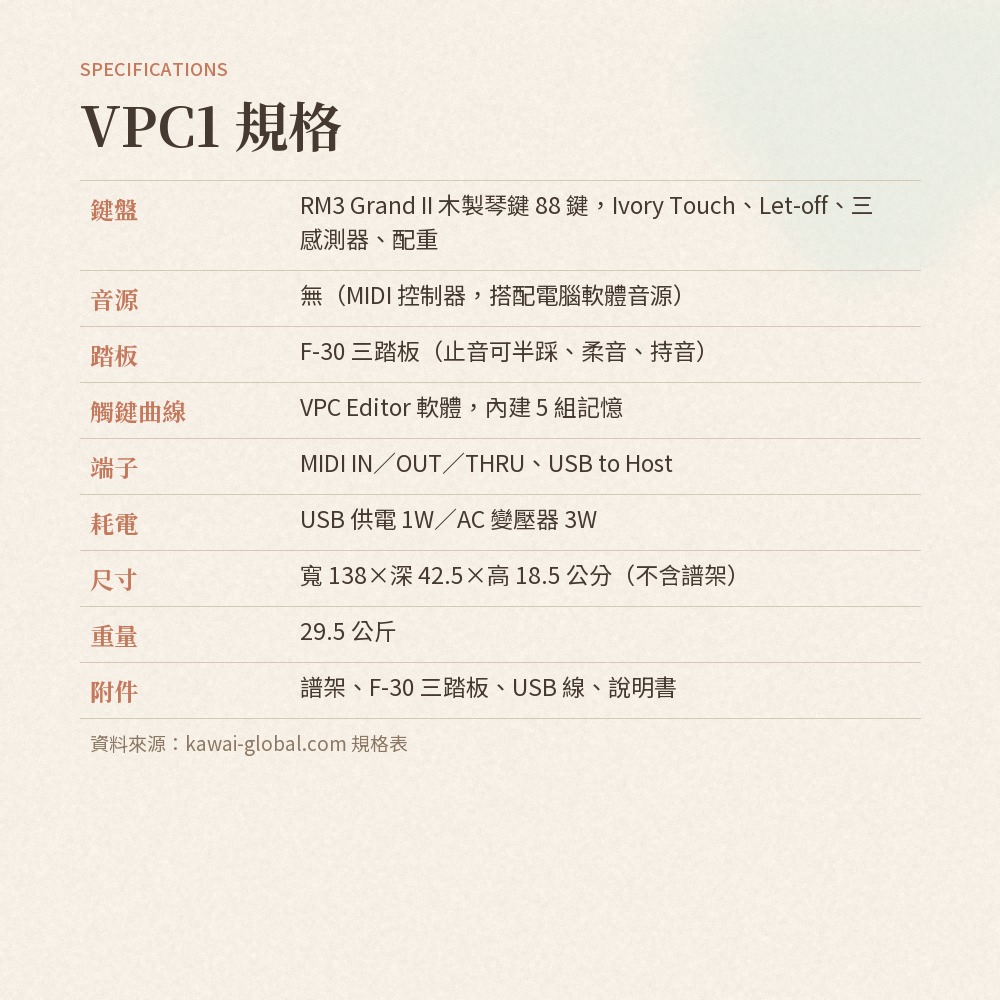 SPECIFICATIONS
VPC1 規格
鍵盤
RM3 Grand II 木製琴鍵 88 鍵，Ivory Touch、Let-off、三
感測器、配重
音源
無（MIDI 控制器，搭配電腦軟體音源）
踏板
F-30 三踏板（止音可半踩、柔音、持音）
觸鍵曲線
VPC Editor 軟體，內建 5 組記憶
端子
MIDI IN／OUT／THRU、USB to Host
耗電
USB 供電 1W／AC 變壓器 3W
尺寸
寬 138×深 42.5×高 18.5 公分（不含譜架）
重量
29.5 公斤
附件
譜架、F-30 三踏板、USB 線、說明書
資料來源：kawai-global.com 規格表